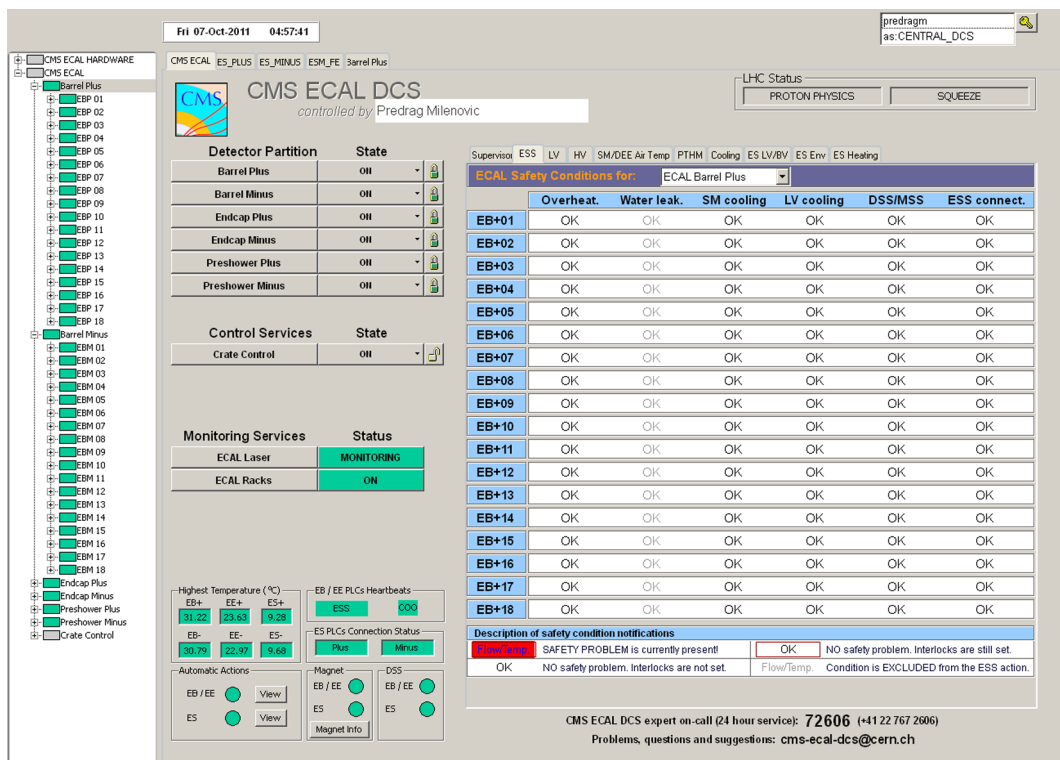 Fri 07-Oct-2011 04:57:41
predragm
as:CENTRAL_DCS
CMS ECAL HARDWARE
CMS ECAL
Barrel Plus
EBP 01
EBP 02
EBP 03
EBP 04
EBP 05
EBP 06
EBP 07
EBP 08
EBP 09
EBP 10
EBP 11
EBP 12
EBP 13
EBP 14
EBP 15
EBP 16
EBP 17
EBP 18
Barrel Minus
EBM 01
EBM 02
EBM 03
EBM 04
EBM 05
EBM 06
EBM 07
EBM 08
EBM 09
EBM 10
EBM 11
EBM 12
EBM 13
EBM 14
EBM 15
EBM 16
EBM 17
EBM 18
Endcap Plus
Endcap Minus
Preshower Plus
Preshower Minus
Crate Control
CMS ECAL ES_PLUS ES_MINUS ESM_FE Barrel Plus
CMS
CMS ECAL DCS
controlled by Predrag Milenovic
LHC Status
PROTON PHYSICS SQUEEZE
Detector Partition State
Barrel Plus ON
Barrel Minus ON
Endcap Plus ON
Endcap Minus ON
Preshower Plus ON
Preshower Minus ON
Control Services State
Crate Control ON
Monitoring Services Status
ECAL Laser MONITORING
ECAL Racks ON
Highest Temperature (ºC)
EB+ EE+ ES+
31.22 23.63 9.28
EB- EE- ES-
30.79 22.97 9.68
EB / EE PLCs Heartbeats
ESS COO
ES PLCs Connection Status
Plus Minus
Automatic Actions
EB / EE View
ES View
Magnet
EB / EE
ES
Magnet Info
DSS
EB / EE
ES
Supervisor ESS LV HV SM/DEE Air Temp PTHM Cooling ES LV/BV ES Env ES Heating
ECAL Safety Conditions for: ECAL Barrel Plus
Overheat. Water leak. SM cooling LV cooling DSS/MSS ESS connect.
EB+01 OK OK OK OK OK OK
EB+02 OK OK OK OK OK OK
EB+03 OK OK OK OK OK OK
EB+04 OK OK OK OK OK OK
EB+05 OK OK OK OK OK OK
EB+06 OK OK OK OK OK OK
EB+07 OK OK OK OK OK OK
EB+08 OK OK OK OK OK OK
EB+09 OK OK OK OK OK OK
EB+10 OK OK OK OK OK OK
EB+11 OK OK OK OK OK OK
EB+12 OK OK OK OK OK OK
EB+13 OK OK OK OK OK OK
EB+14 OK OK OK OK OK OK
EB+15 OK OK OK OK OK OK
EB+16 OK OK OK OK OK OK
EB+17 OK OK OK OK OK OK
EB+18 OK OK OK OK OK OK
Description of safety condition notifications
Flow/Temp. SAFETY PROBLEM is currently present! OK NO safety problem. Interlocks are still set.
OK NO safety problem. Interlocks are not set. Flow/Temp. Condition is EXCLUDED from the ESS action.
CMS ECAL DCS expert on-call (24 hour service): 72606 (+41 22 767 2606)
Problems, questions and suggestions: cms-ecal-dcs@cern.ch